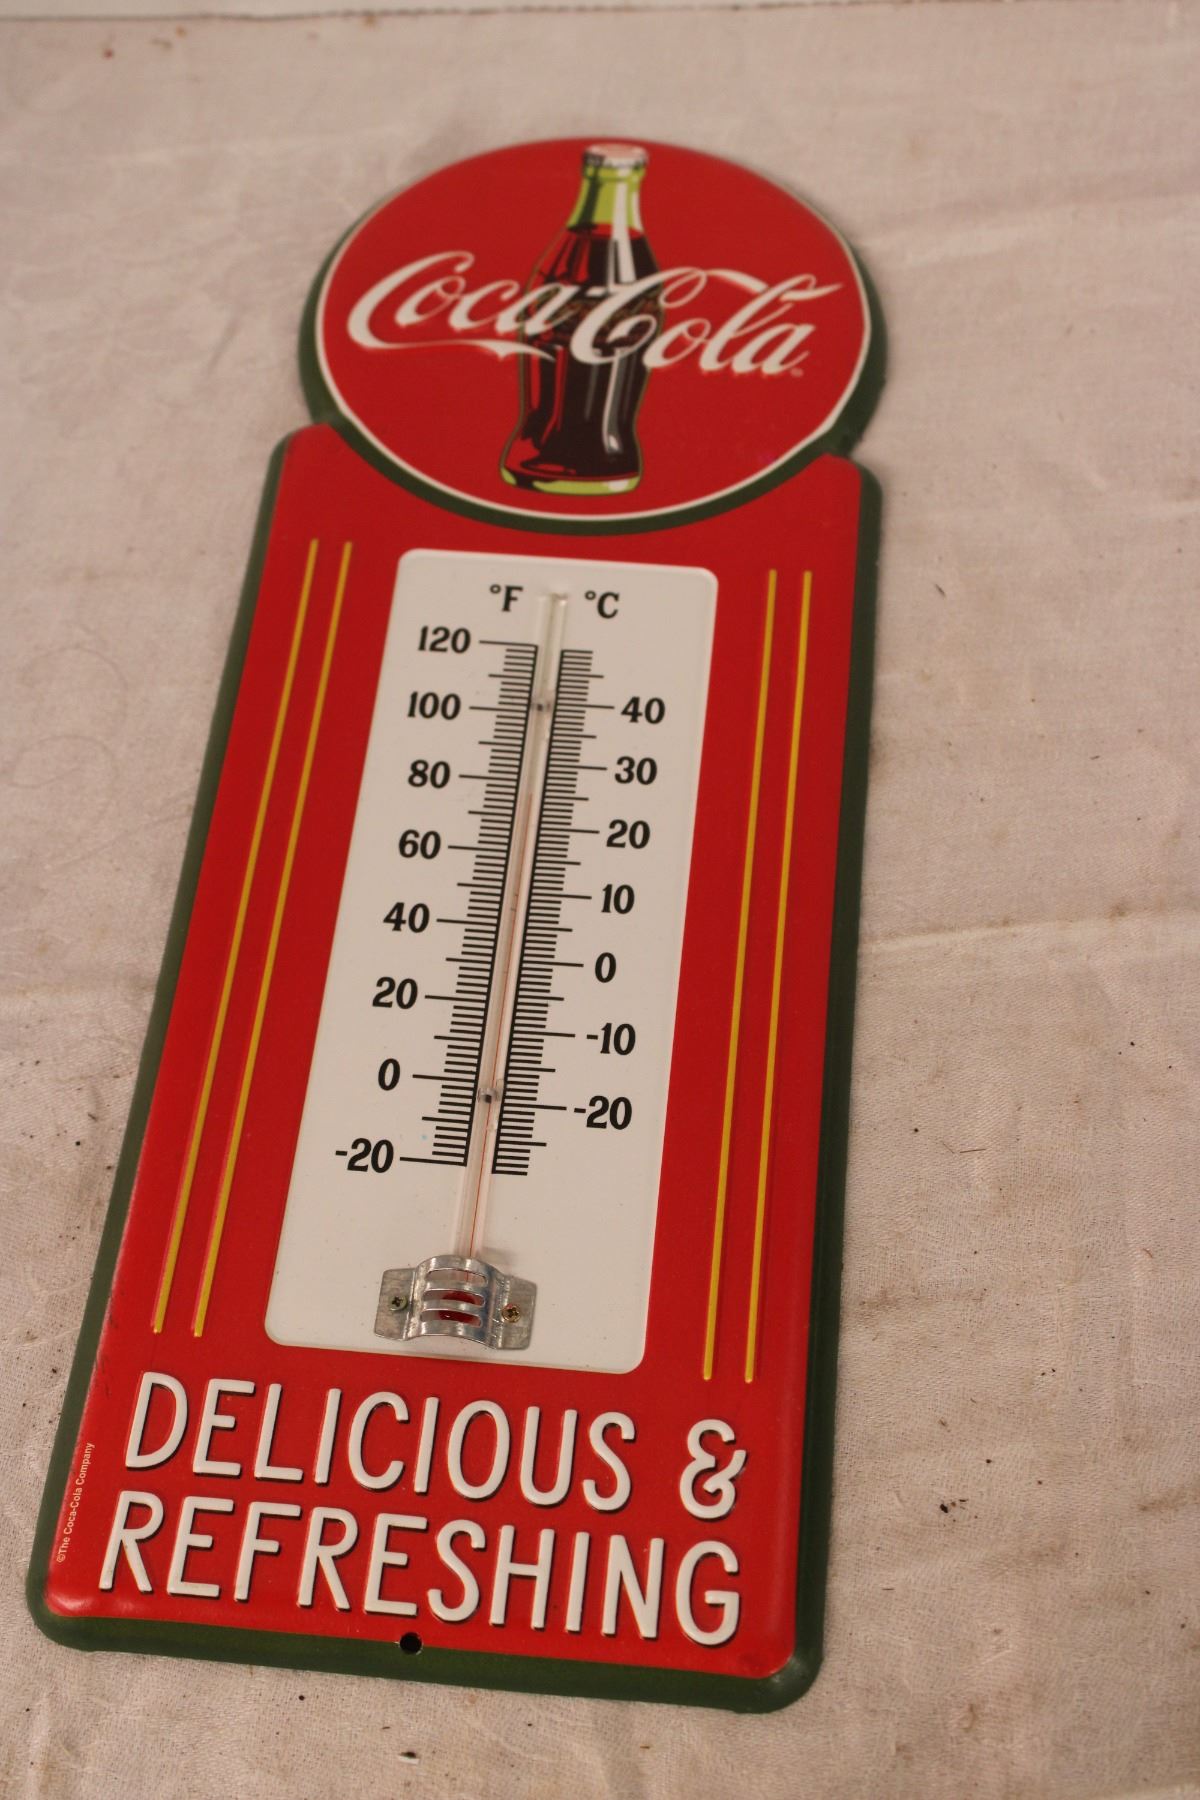 Coca-Cola
°F °C
120
100 40
80 30
60 20
40 10
0
20 -10
0 -20
-20
DELICIOUS &
REFRESHING
©The Coca-Cola Company